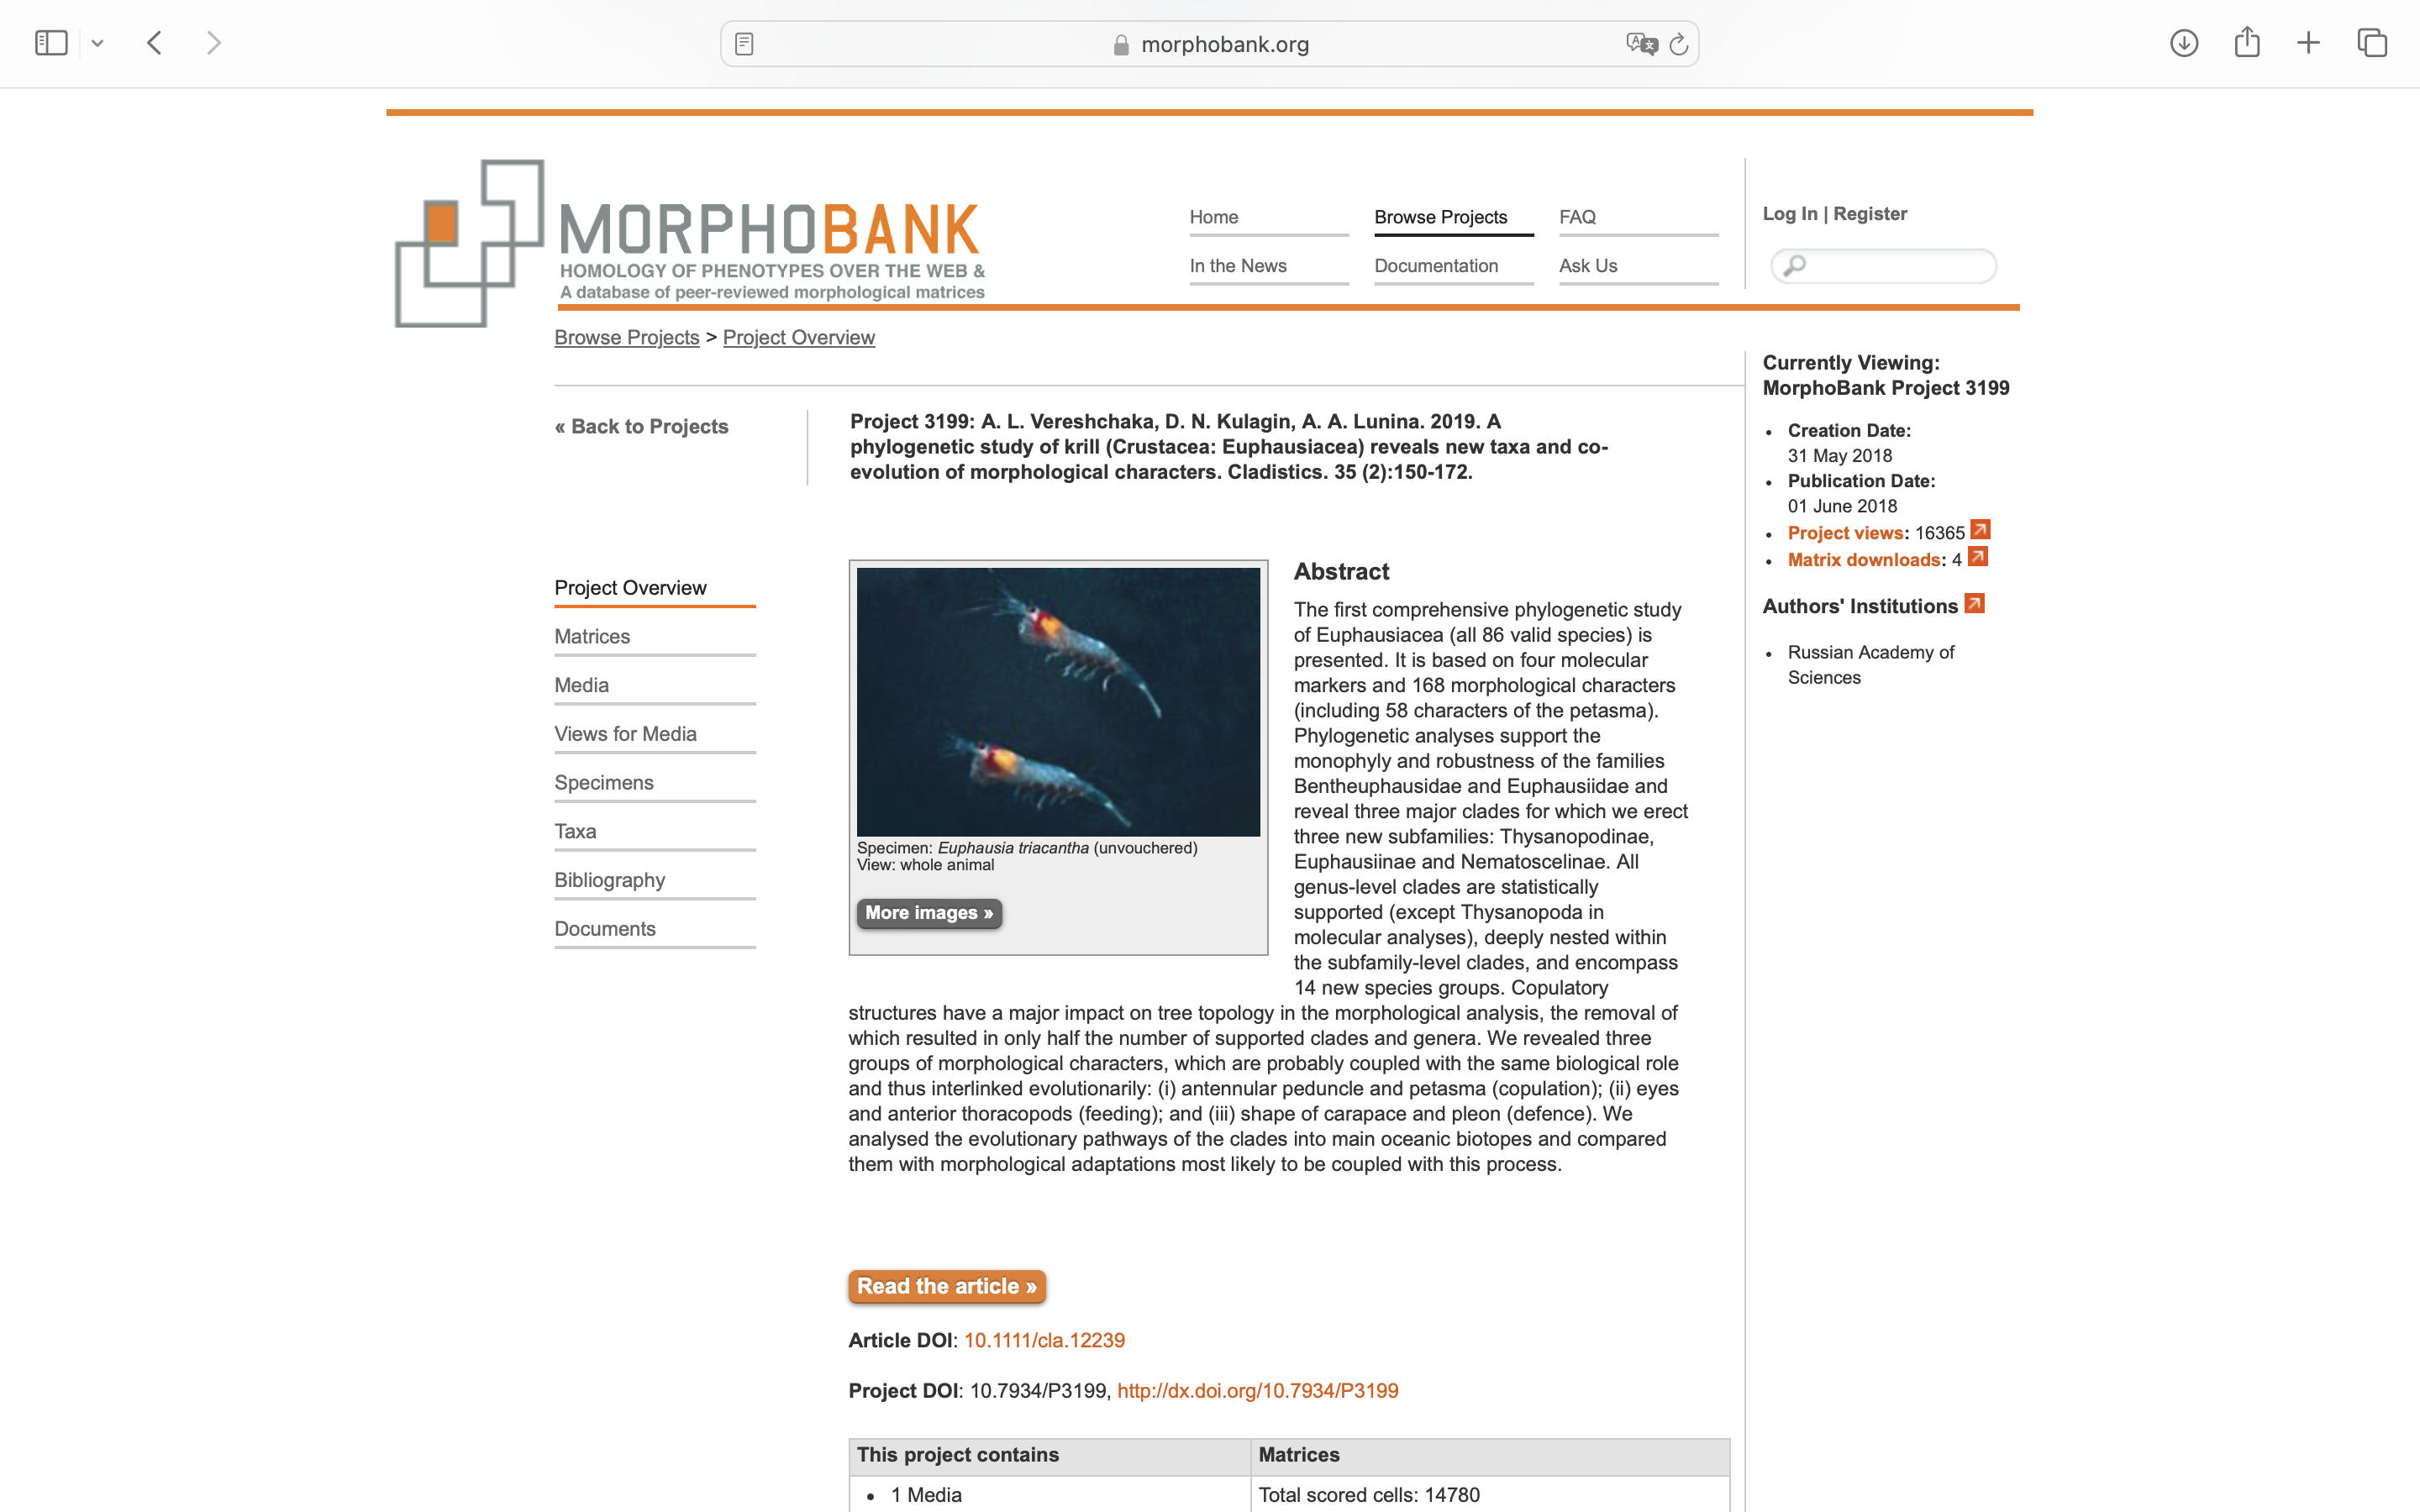 morphobank.org
MORPHOBANK
HOMOLOGY OF PHENOTYPES OVER THE WEB &
A database of peer-reviewed morphological matrices
Home
Browse Projects
FAQ
In the News
Documentation
Ask Us
Log In | Register
Browse Projects > Project Overview
« Back to Projects
Project 3199: A. L. Vereshchaka, D. N. Kulagin, A. A. Lunina. 2019. A
phylogenetic study of krill (Crustacea: Euphausiacea) reveals new taxa and co-
evolution of morphological characters. Cladistics. 35 (2):150-172.
Currently Viewing:
MorphoBank Project 3199
• Creation Date:
31 May 2018
• Publication Date:
01 June 2018
• Project views: 16365
• Matrix downloads: 4
Authors' Institutions
• Russian Academy of
Sciences
Project Overview
Matrices
Media
Views for Media
Specimens
Taxa
Bibliography
Documents
Specimen: Euphausia triacantha (unvouchered)
View: whole animal
More images »
Abstract
The first comprehensive phylogenetic study
of Euphausiacea (all 86 valid species) is
presented. It is based on four molecular
markers and 168 morphological characters
(including 58 characters of the petasma).
Phylogenetic analyses support the
monophyly and robustness of the families
Bentheuphausidae and Euphausiidae and
reveal three major clades for which we erect
three new subfamilies: Thysanopodinae,
Euphausiinae and Nematoscelinae. All
genus-level clades are statistically
supported (except Thysanopoda in
molecular analyses), deeply nested within
the subfamily-level clades, and encompass
14 new species groups. Copulatory
structures have a major impact on tree topology in the morphological analysis, the removal of
which resulted in only half the number of supported clades and genera. We revealed three
groups of morphological characters, which are probably coupled with the same biological role
and thus interlinked evolutionarily: (i) antennular peduncle and petasma (copulation); (ii) eyes
and anterior thoracopods (feeding); and (iii) shape of carapace and pleon (defence). We
analysed the evolutionary pathways of the clades into main oceanic biotopes and compared
them with morphological adaptations most likely to be coupled with this process.
Read the article »
Article DOI: 10.1111/cla.12239
Project DOI: 10.7934/P3199, http://dx.doi.org/10.7934/P3199
This project contains
Matrices
• 1 Media
Total scored cells: 14780